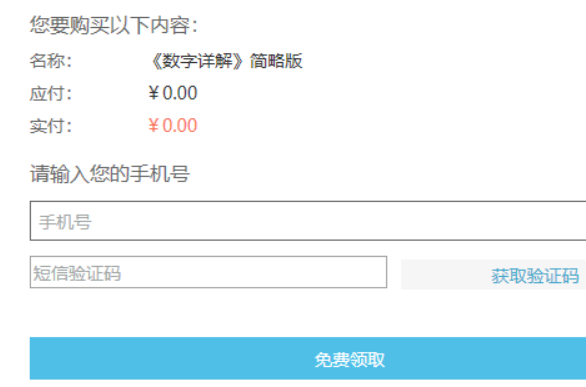 您要购买以下内容：
名称： 《数字详解》简略版
应付： ¥0.00
实付： ¥0.00
请输入您的手机号
手机号
短信验证码 获取验证码
免费领取